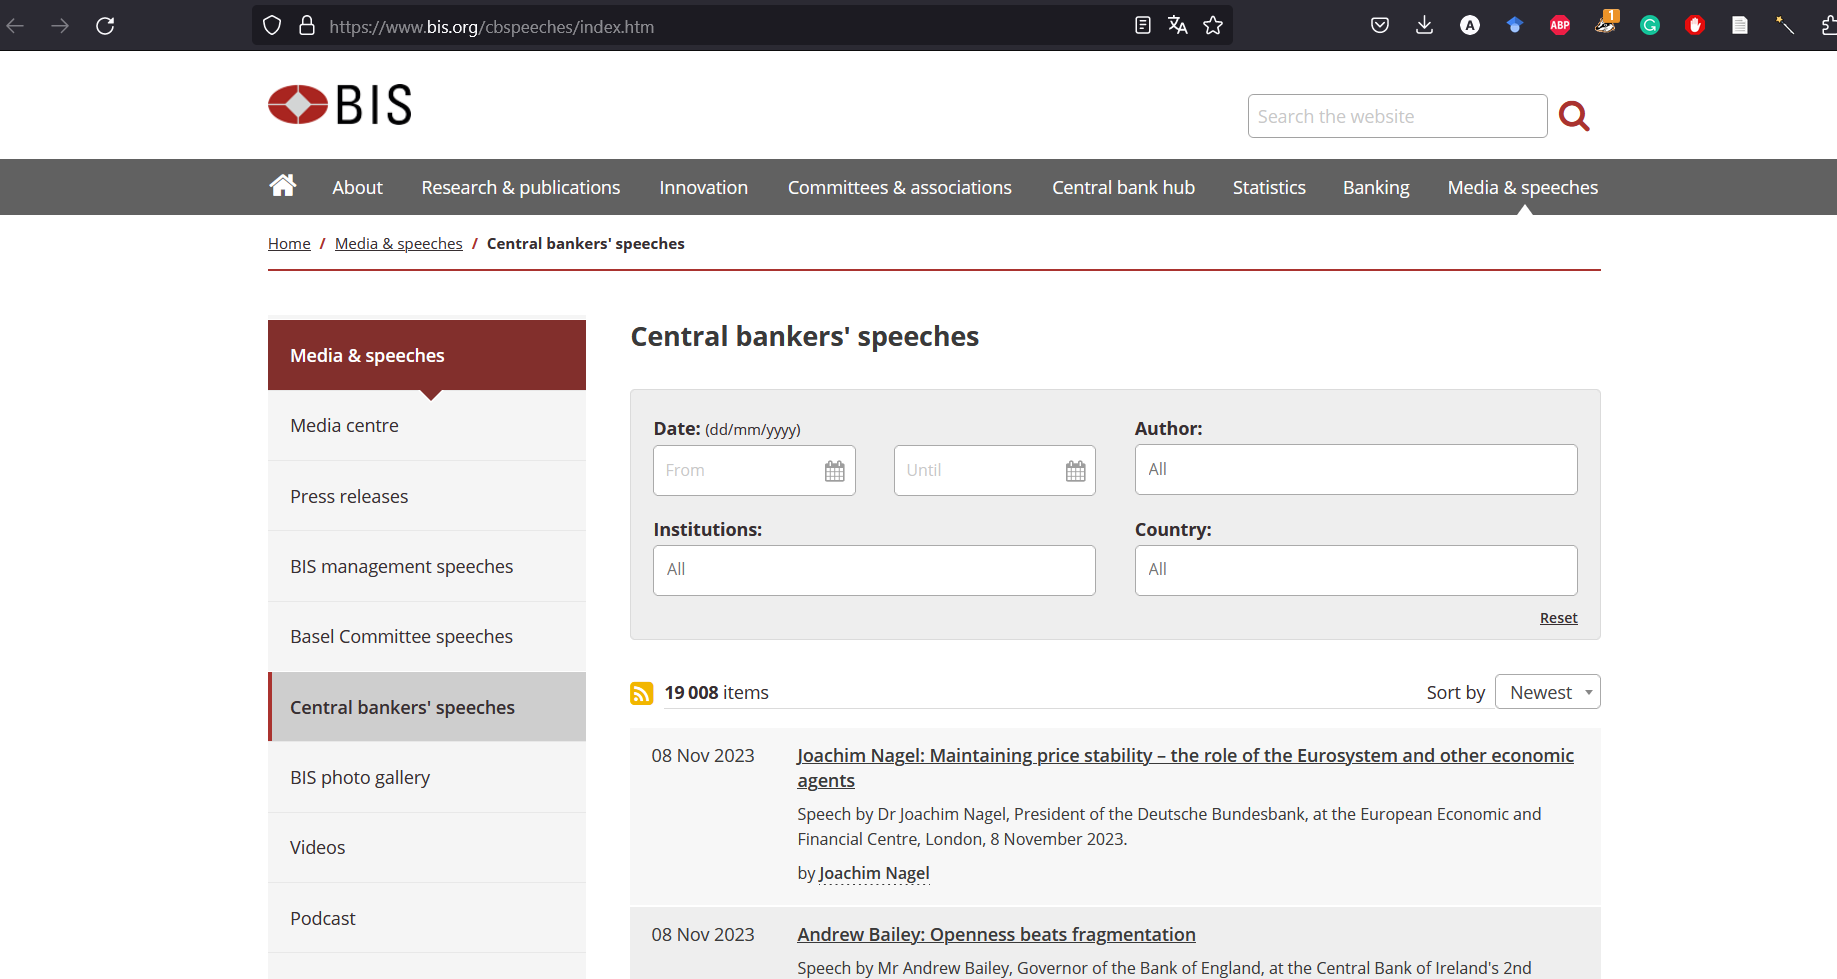 https://www.bis.org/cbspeeches/index.htm
A
ABP
1
G
BIS
Search the website
About
Research & publications
Innovation
Committees & associations
Central bank hub
Statistics
Banking
Media & speeches
Home / Media & speeches / Central bankers' speeches
Media & speeches
Media centre
Press releases
BIS management speeches
Basel Committee speeches
Central bankers' speeches
BIS photo gallery
Videos
Podcast
Central bankers' speeches
Date: (dd/mm/yyyy)
From
Until
Author:
All
Institutions:
All
Country:
All
Reset
19 008 items
Sort by
Newest
08 Nov 2023
Joachim Nagel: Maintaining price stability – the role of the Eurosystem and other economic
agents
Speech by Dr Joachim Nagel, President of the Deutsche Bundesbank, at the European Economic and
Financial Centre, London, 8 November 2023.
by Joachim Nagel
08 Nov 2023
Andrew Bailey: Openness beats fragmentation
Speech by Mr Andrew Bailey, Governor of the Bank of England, at the Central Bank of Ireland's 2nd